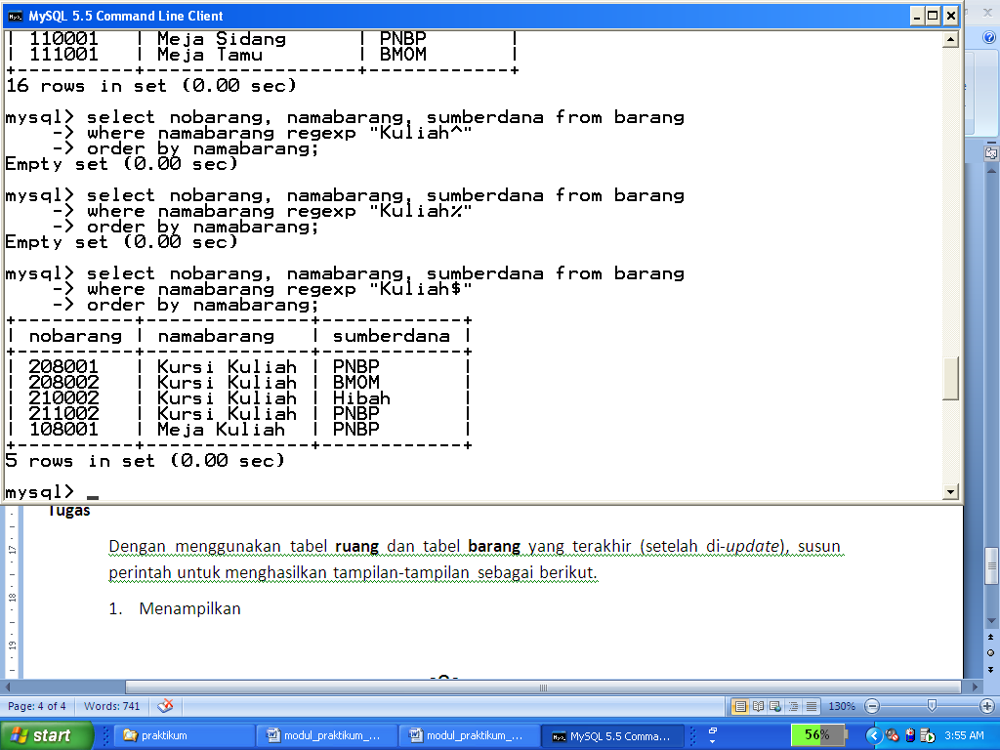 MySQL 5.5 Command Line Client
| 110001 | Meja Sidang | PNBP |
| 111001 | Meja Tamu | BMOM |
+----------+-----------------------+------------+
16 rows in set (0.00 sec)
mysql> select nobarang, namabarang, sumberdana from barang
-> where namabarang regexp "Kuliah^"
-> order by namabarang;
Empty set (0.00 sec)
mysql> select nobarang, namabarang, sumberdana from barang
-> where namabarang regexp "Kuliah%"
-> order by namabarang;
Empty set (0.00 sec)
mysql> select nobarang, namabarang, sumberdana from barang
-> where namabarang regexp "Kuliah$"
-> order by namabarang;
+----------+---------------+------------+
| nobarang | namabarang | sumberdana |
+----------+---------------+------------+
| 208001 | Kursi Kuliah | PNBP |
| 208002 | Kursi Kuliah | BMOM |
| 210002 | Kursi Kuliah | Hibah |
| 211002 | Kursi Kuliah | PNBP |
| 108001 | Meja Kuliah | PNBP |
+----------+---------------+------------+
5 rows in set (0.00 sec)
mysql> _
Tugas
Dengan menggunakan tabel ruang dan tabel barang yang terakhir (setelah di-update), susun
perintah untuk menghasilkan tampilan-tampilan sebagai berikut.
1. Menampilkan
17
18
19
Page: 4 of 4 Words: 741 130%
start praktikum modul_praktikum_... modul_praktikum_... MySQL 5.5 Comma... 56% 3:55 AM